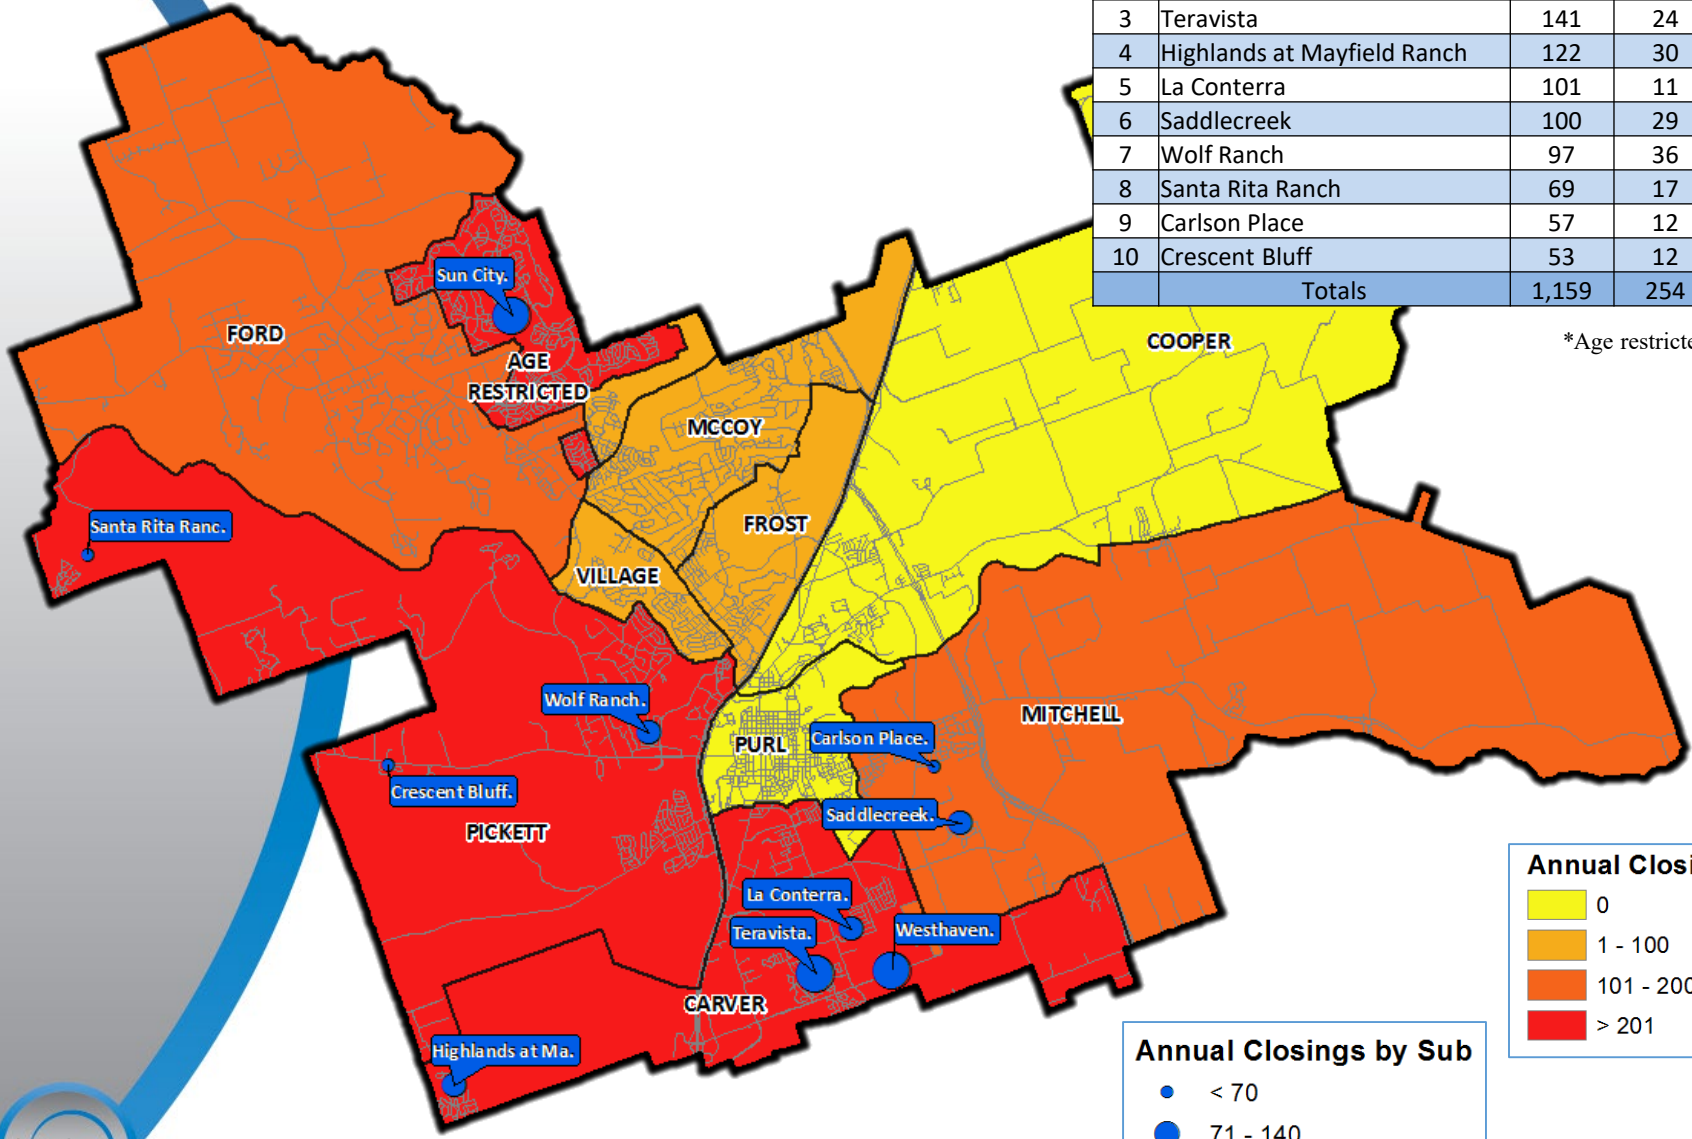 3 Teravista 141 24
4 Highlands at Mayfield Ranch 122 30
5 La Conterra 101 11
6 Saddlecreek 100 29
7 Wolf Ranch 97 36
8 Santa Rita Ranch 69 17
9 Carlson Place 57 12
10 Crescent Bluff 53 12
Totals 1,159 254
*Age restricte
Sun City.
FORD
AGE
RESTRICTED
COOPER
MCCOY
FROST
Santa Rita Ranc.
VILLAGE
Wolf Ranch.
MITCHELL
PURL
Carlson Place.
Crescent Bluff.
PICKETT
Saddlecreek.
La Conterra.
Teravista.
Westhaven.
CARVER
Highlands at Ma.
Annual Closi
0
1 - 100
101 - 200
> 201
Annual Closings by Sub
< 70
71 - 140